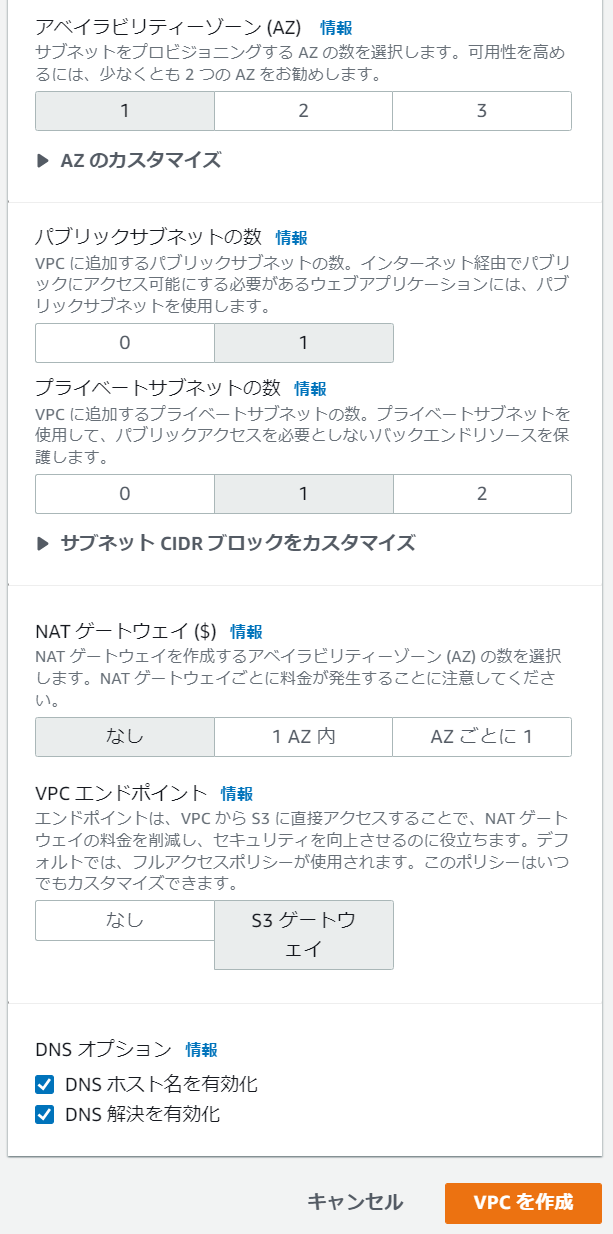 アベイラビリティーゾーン (AZ) 情報
サブネットをプロビジョニングする AZ の数を選択します。可用性を高め
るには、少なくとも 2 つの AZ をお勧めします。
1 2 3
▶ AZ のカスタマイズ
パブリックサブネットの数 情報
VPC に追加するパブリックサブネットの数。インターネット経由でパブリ
ックにアクセス可能にする必要があるウェブアプリケーションには、パブ
リックサブネットを使用します。
0 1
プライベートサブネットの数 情報
VPC に追加するプライベートサブネットの数。プライベートサブネットを
使用して、パブリックアクセスを必要としないバックエンドリソースを保
護します。
0 1 2
▶ サブネット CIDR ブロックをカスタマイズ
NAT ゲートウェイ ($) 情報
NAT ゲートウェイを作成するアベイラビリティーゾーン (AZ) の数を選択
します。NAT ゲートウェイごとに料金が発生することに注意してくださ
い。
なし 1 AZ 内 AZ ごとに 1
VPC エンドポイント 情報
エンドポイントは、VPC から S3 に直接アクセスすることで、NAT ゲート
ウェイの料金を削減し、セキュリティを向上させるのに役立ちます。デフ
ォルトでは、フルアクセスポリシーが使用されます。このポリシーはいつ
でもカスタマイズできます。
なし S3 ゲートウ
ェイ
DNS オプション 情報
DNS ホスト名を有効化
DNS 解決を有効化
キャンセル VPC を作成